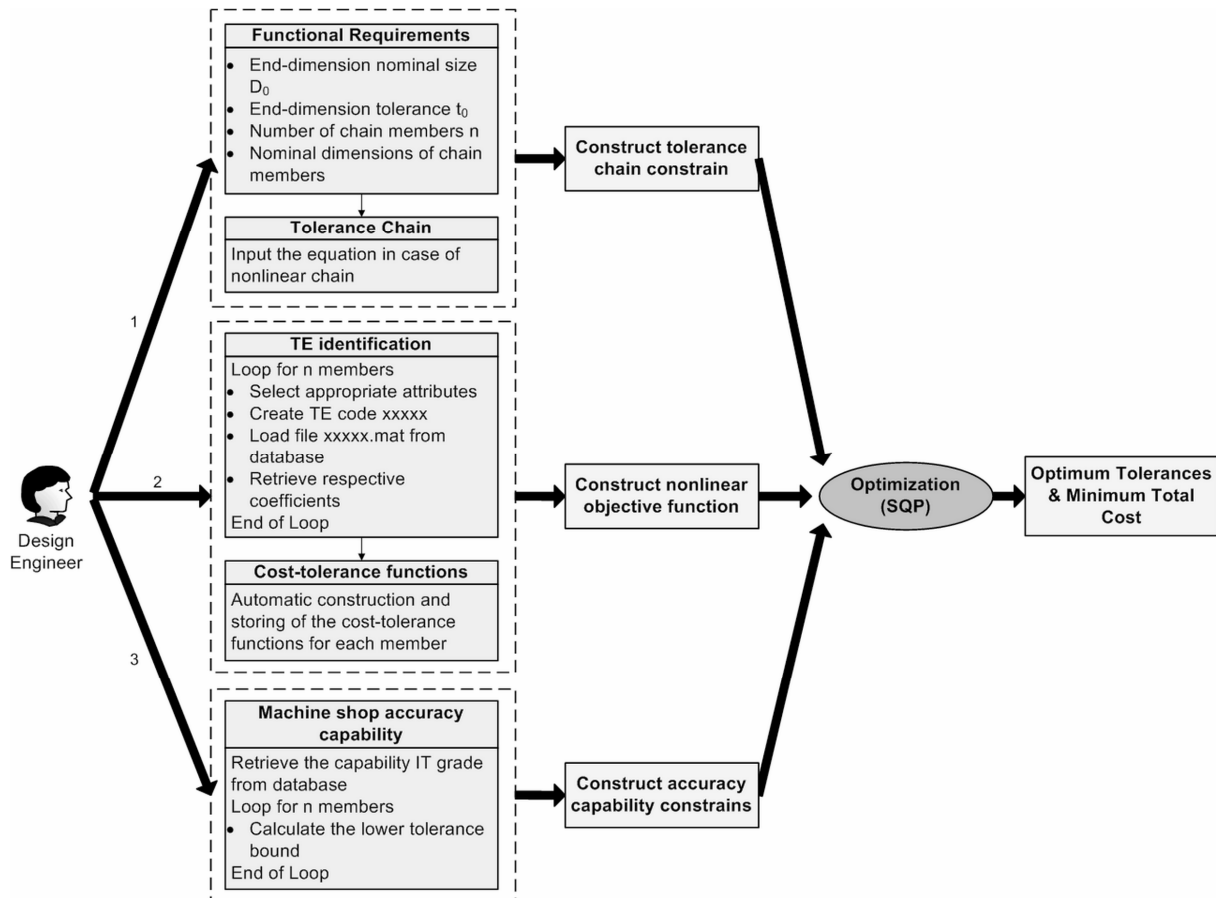 Functional Requirements
• End-dimension nominal size
D₀
• End-dimension tolerance t₀
• Number of chain members n
• Nominal dimensions of chain
members
Tolerance Chain
Input the equation in case of
nonlinear chain
Construct tolerance
chain constrain
1
TE identification
Loop for n members
• Select appropriate attributes
• Create TE code xxxxx
• Load file xxxxx.mat from
database
• Retrieve respective
coefficients
End of Loop
Cost-tolerance functions
Automatic construction and
storing of the cost-tolerance
functions for each member
2
Construct nonlinear
objective function
Optimization
(SQP)
Optimum Tolerances
& Minimum Total
Cost
Design
Engineer
3
Machine shop accuracy
capability
Retrieve the capability IT grade
from database
Loop for n members
• Calculate the lower tolerance
bound
End of Loop
Construct accuracy
capability constrains